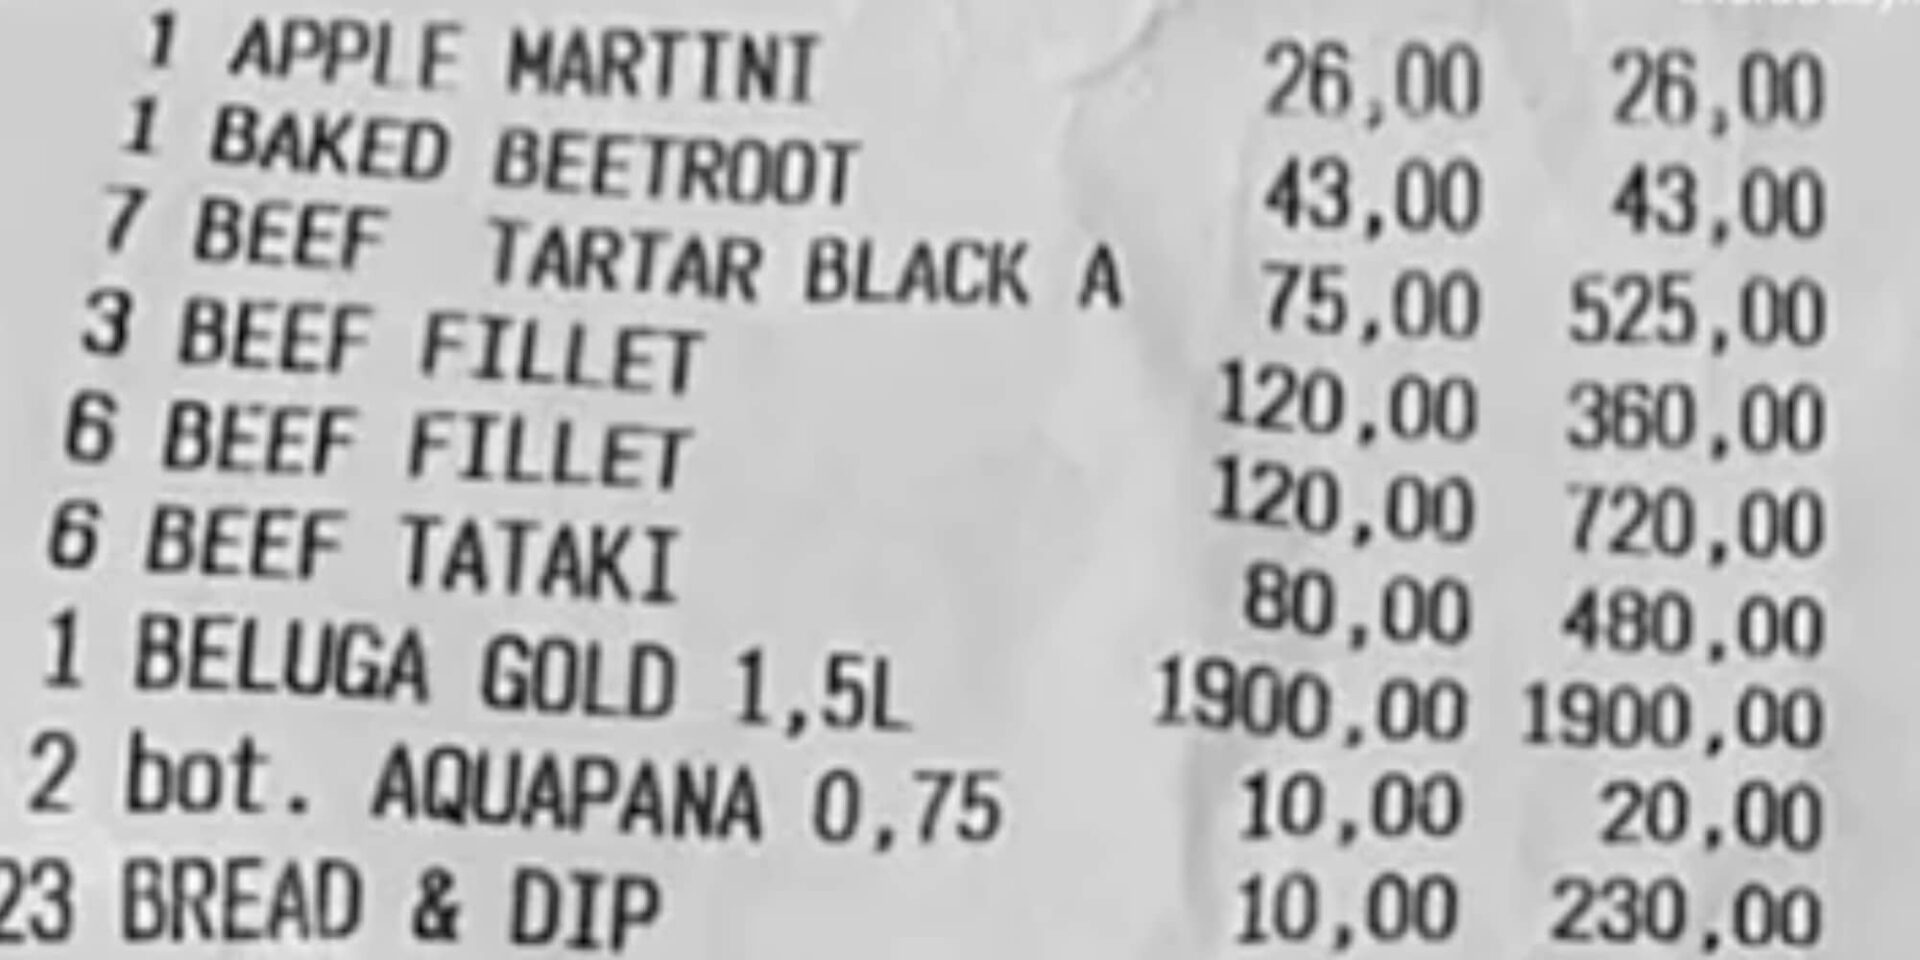 1 APPLE MARTINI 26,00 26,00
1 BAKED BEETROOT 43,00 43,00
7 BEEF TARTAR BLACK A 75,00 525,00
3 BEEF FILLET 120,00 360,00
6 BEEF FILLET 120,00 720,00
6 BEEF TATAKI 80,00 480,00
1 BELUGA GOLD 1,5L 1900,00 1900,00
2 bot. AQUAPANA 0,75 10,00 20,00
23 BREAD & DIP 10,00 230,00